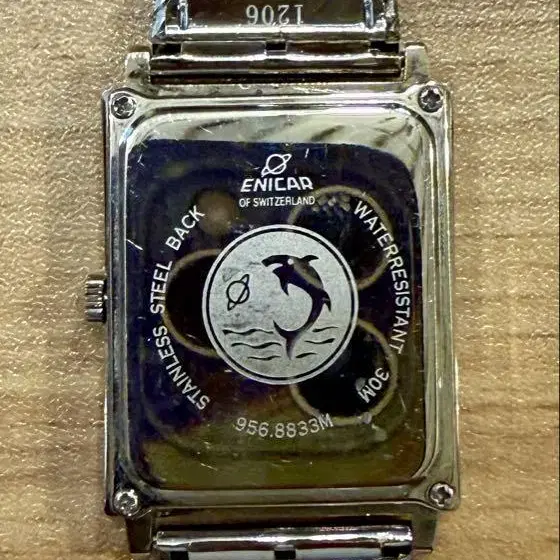 1206
ENICAR
OF SWITZERLAND
STAINLESS STEEL BACK
WATERRESISTANT 30M
956.8833M